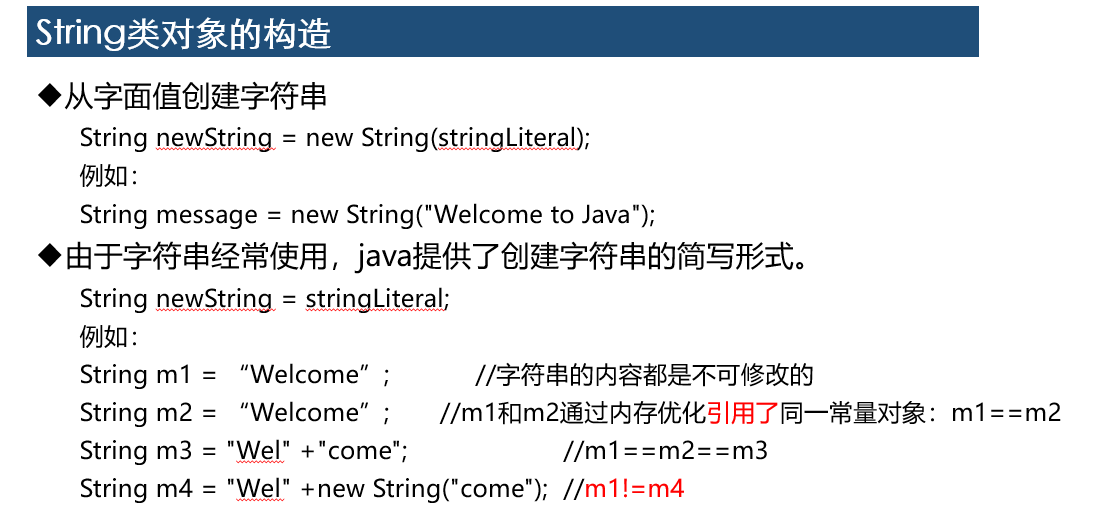 String类对象的构造
◆从字面值创建字符串
String newString = new String(stringLiteral);
例如：
String message = new String("Welcome to Java");
◆由于字符串经常使用，java提供了创建字符串的简写形式。
String newString = stringLiteral;
例如：
String m1 = “Welcome”; //字符串的内容都是不可修改的
String m2 = “Welcome”; //m1和m2通过内存优化引用了同一常量对象：m1==m2
String m3 = "Wel" +"come"; //m1==m2==m3
String m4 = "Wel" +new String("come"); //m1!=m4